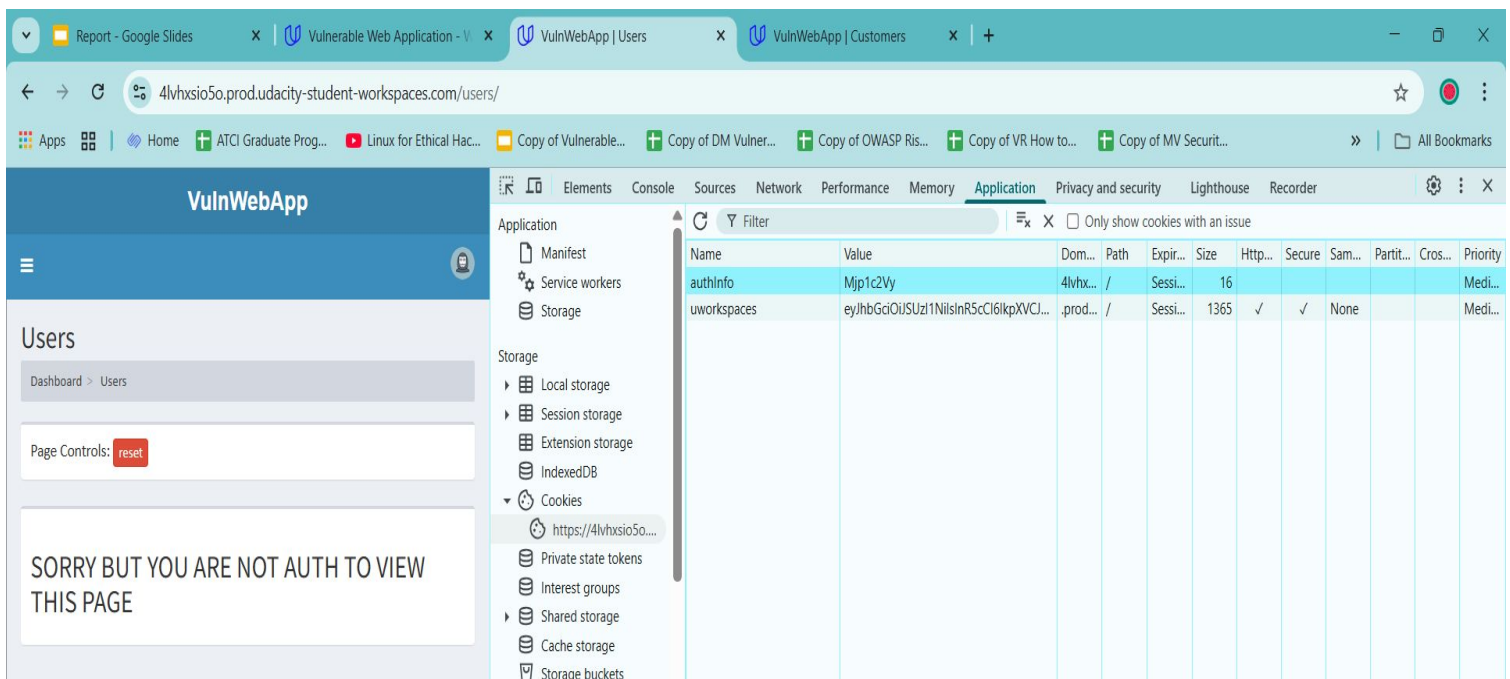 Report - Google Slides
Vulnerable Web Application - W
VulnWebApp | Users
VulnWebApp | Customers
4lvhxsio5o.prod.udacity-student-workspaces.com/users/
Apps
Home
ATCI Graduate Prog...
Linux for Ethical Hac...
Copy of Vulnerable...
Copy of DM Vulner...
Copy of OWASP Ris...
Copy of VR How to...
Copy of MV Securit...
» All Bookmarks
VulnWebApp
Users
Dashboard > Users
Page Controls: reset
SORRY BUT YOU ARE NOT AUTH TO VIEW
THIS PAGE
Elements Console Sources Network Performance Memory Application Privacy and security Lighthouse Recorder
Application
Manifest
Service workers
Storage
Storage
Local storage
Session storage
Extension storage
IndexedDB
Cookies
https://4lvhxsio5o....
Private state tokens
Interest groups
Shared storage
Cache storage
Storage buckets
Filter
Only show cookies with an issue
Name Value Dom... Path Expir... Size Http... Secure Sam... Partit... Cros... Priority
authInfo Mjp1c2Vy 4lvhx... / Sessi... 16 Medi...
uworkspaces eyJhbGciOiJSUzI1NiIsInR5cCI6IkpXVCJ... .prod... / Sessi... 1365 ✓ ✓ None Medi...